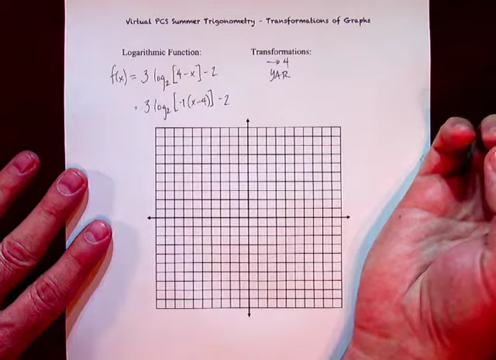 Virtual PCS Summer Trigonometry - Transformations of Graphs
Logarithmic Function:
Transformations:
f(x) = 3 log₂ [4-x] - 2
→ 4
YAR
= 3 log₂ [-1(x-4)] - 2